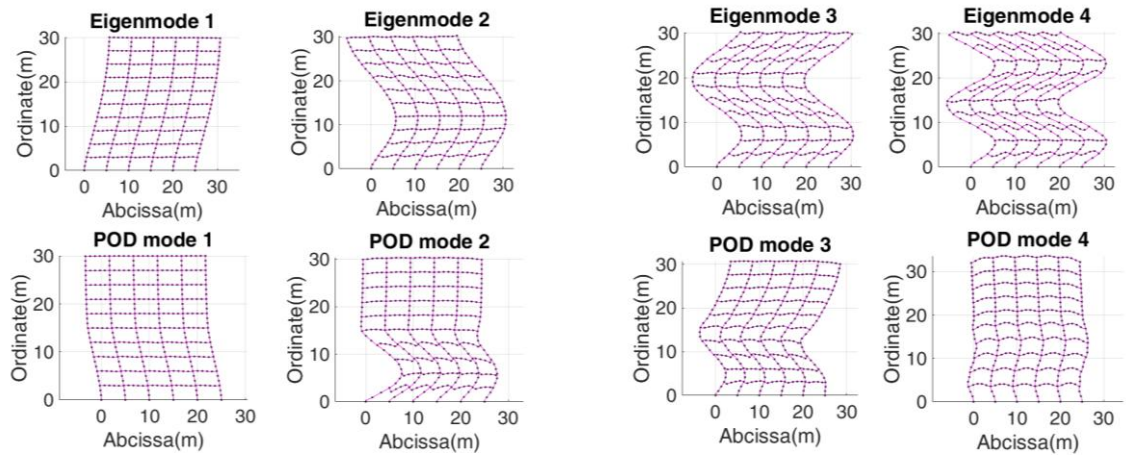 Eigenmode 1
30
20
10
0
Ordinate(m)
0 10 20 30
Abcissa(m)
Eigenmode 2
30
20
10
0
Ordinate(m)
0 10 20 30
Abcissa(m)
Eigenmode 3
30
20
10
0
Ordinate(m)
0 10 20 30
Abcissa(m)
Eigenmode 4
30
20
10
0
Ordinate(m)
0 10 20 30
Abcissa(m)
POD mode 1
30
20
10
0
Ordinate(m)
0 10 20 30
Abcissa(m)
POD mode 2
30
20
10
0
Ordinate(m)
0 10 20 30
Abcissa(m)
POD mode 3
30
20
10
0
Ordinate(m)
0 10 20 30
Abcissa(m)
POD mode 4
30
20
10
0
Ordinate(m)
0 10 20 30
Abcissa(m)